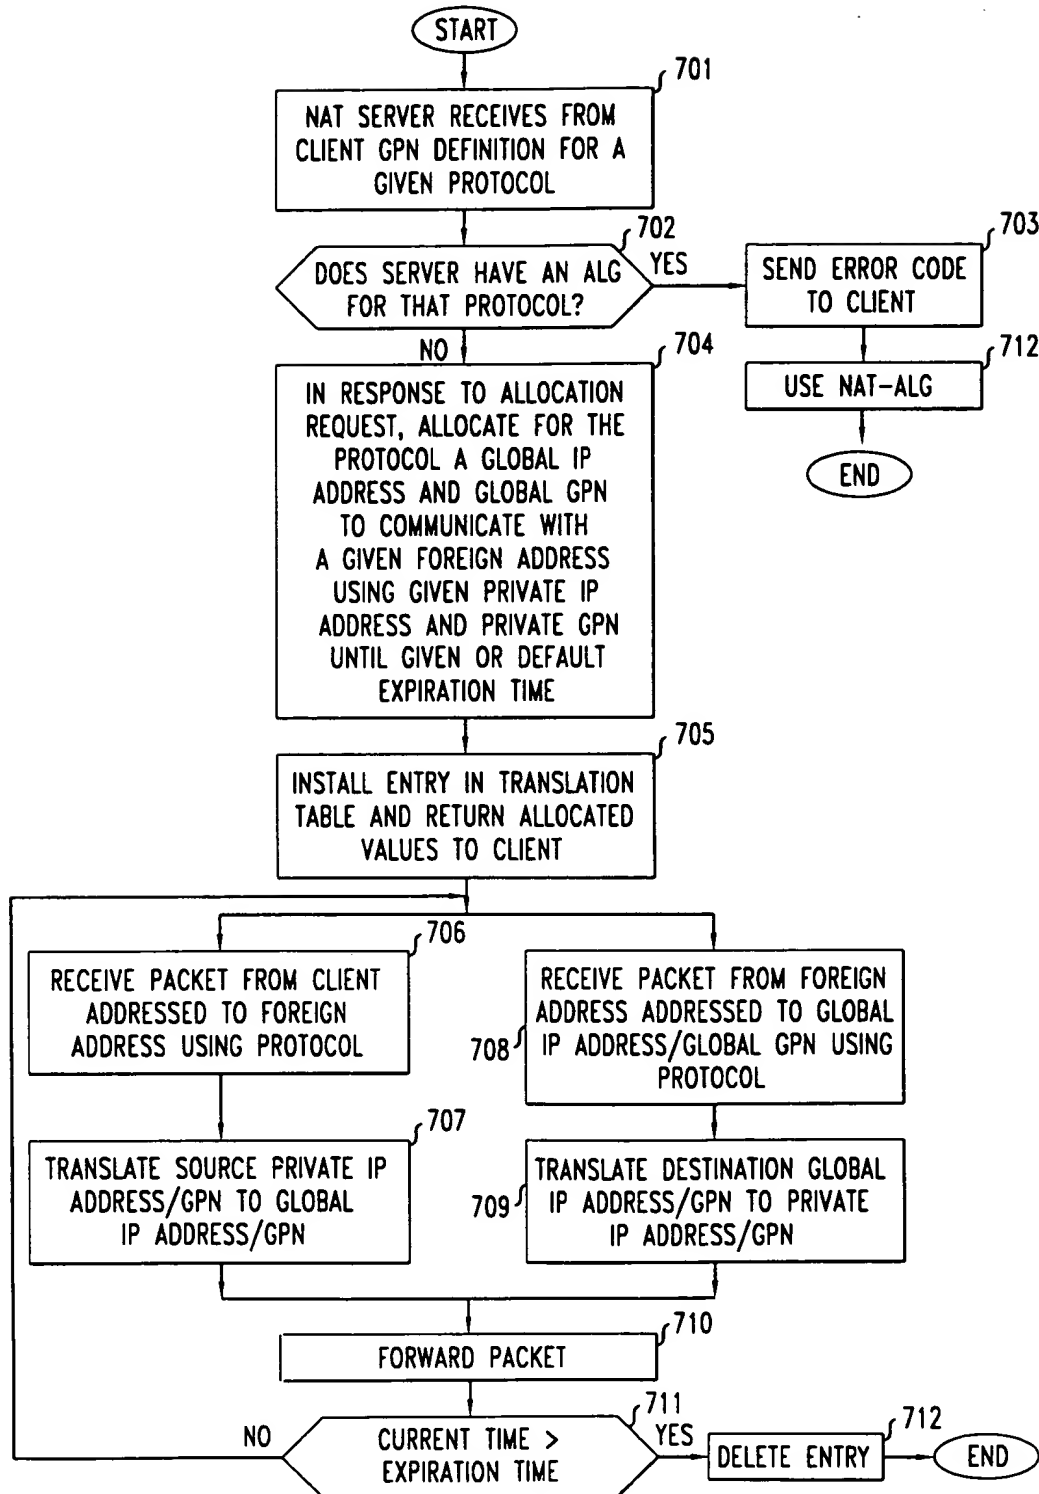 START
701
NAT SERVER RECEIVES FROM
CLIENT GPN DEFINITION FOR A
GIVEN PROTOCOL
702
DOES SERVER HAVE AN ALG
FOR THAT PROTOCOL?
YES
703
SEND ERROR CODE
TO CLIENT
712
USE NAT-ALG
END
NO
704
IN RESPONSE TO ALLOCATION
REQUEST, ALLOCATE FOR THE
PROTOCOL A GLOBAL IP
ADDRESS AND GLOBAL GPN
TO COMMUNICATE WITH
A GIVEN FOREIGN ADDRESS
USING GIVEN PRIVATE IP
ADDRESS AND PRIVATE GPN
UNTIL GIVEN OR DEFAULT
EXPIRATION TIME
705
INSTALL ENTRY IN TRANSLATION
TABLE AND RETURN ALLOCATED
VALUES TO CLIENT
706
RECEIVE PACKET FROM CLIENT
ADDRESSED TO FOREIGN
ADDRESS USING PROTOCOL
708
RECEIVE PACKET FROM FOREIGN
ADDRESS ADDRESSED TO GLOBAL
IP ADDRESS/GLOBAL GPN USING
PROTOCOL
707
TRANSLATE SOURCE PRIVATE IP
ADDRESS/GPN TO GLOBAL
IP ADDRESS/GPN
709
TRANSLATE DESTINATION GLOBAL
IP ADDRESS/GPN TO PRIVATE
IP ADDRESS/GPN
710
FORWARD PACKET
711
CURRENT TIME >
EXPIRATION TIME
NO
YES
712
DELETE ENTRY
END